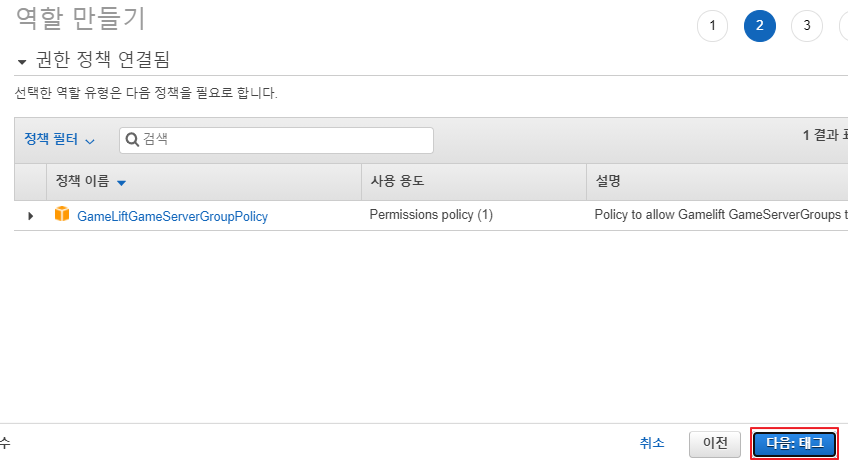 역할 만들기
1 2 3
권한 정책 연결됨
선택한 역할 유형은 다음 정책을 필요로 합니다.
정책 필터 검색 1 결과
정책 이름 사용 용도 설명
GameLiftGameServerGroupPolicy Permissions policy (1) Policy to allow Gamelift GameServerGroups t
수 취소 이전 다음: 태그